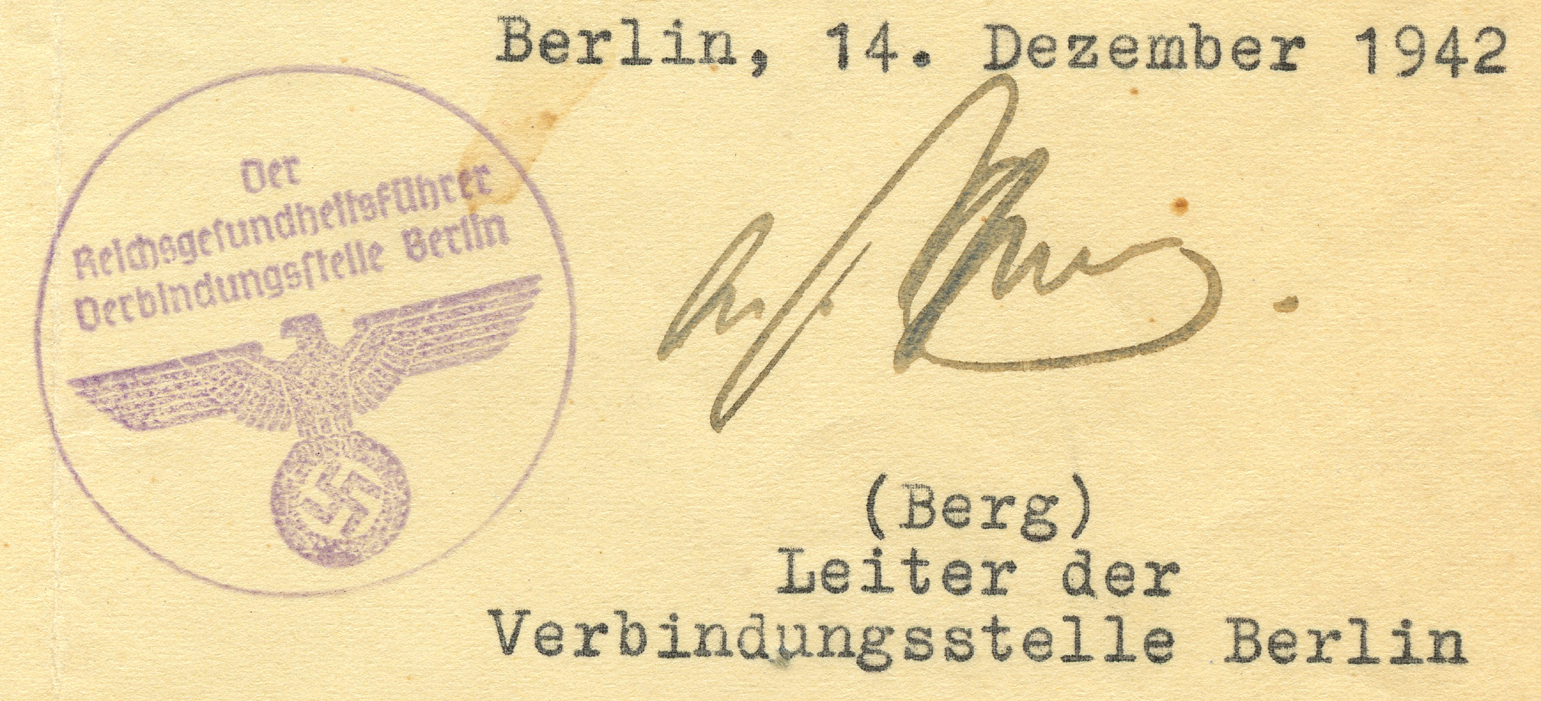 Berlin, 14. Dezember 1942
Der
Reichsgesundheitsführer
Verbindungsstelle Berlin
(Berg)
Leiter der
Verbindungsstelle Berlin